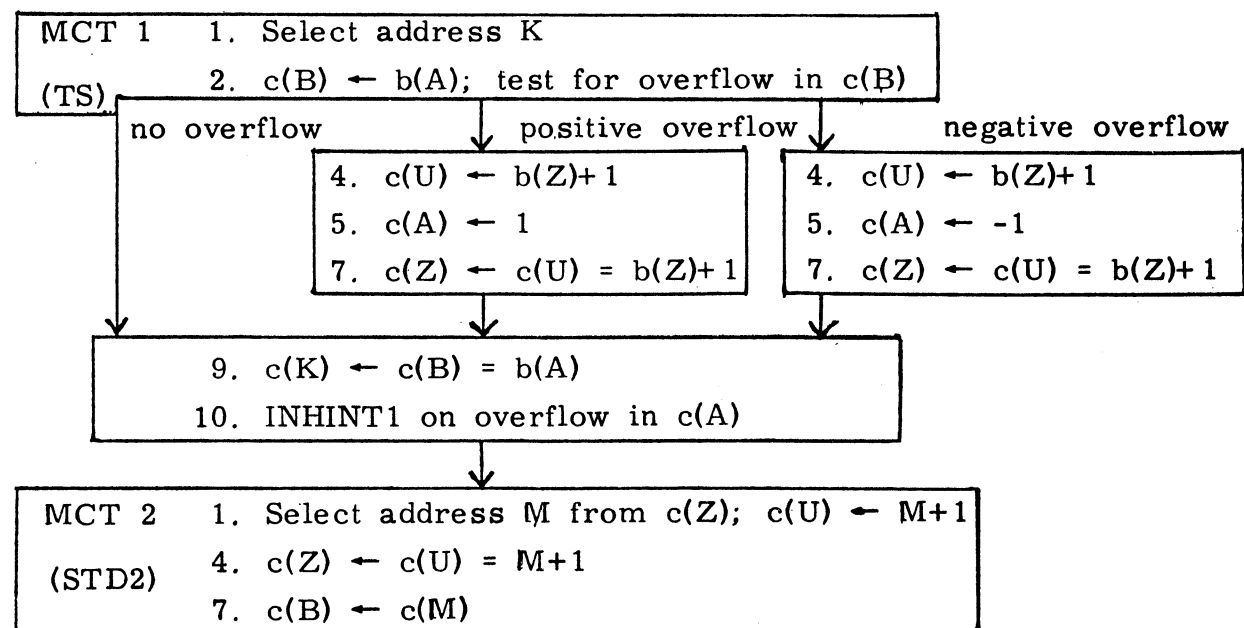 MCT 1 1. Select address K
(TS) 2. c(B) ← b(A); test for overflow in c(B)
no overflow positive overflow negative overflow
4. c(U) ← b(Z)+ 1
5. c(A) ← 1
7. c(Z) ← c(U) = b(Z)+ 1
4. c(U) ← b(Z)+ 1
5. c(A) ← -1
7. c(Z) ← c(U) = b(Z)+ 1
9. c(K) ← c(B) = b(A)
10. INHINT1 on overflow in c(A)
MCT 2 1. Select address M from c(Z); c(U) ← M+1
(STD2) 4. c(Z) ← c(U) = M+1
7. c(B) ← c(M)